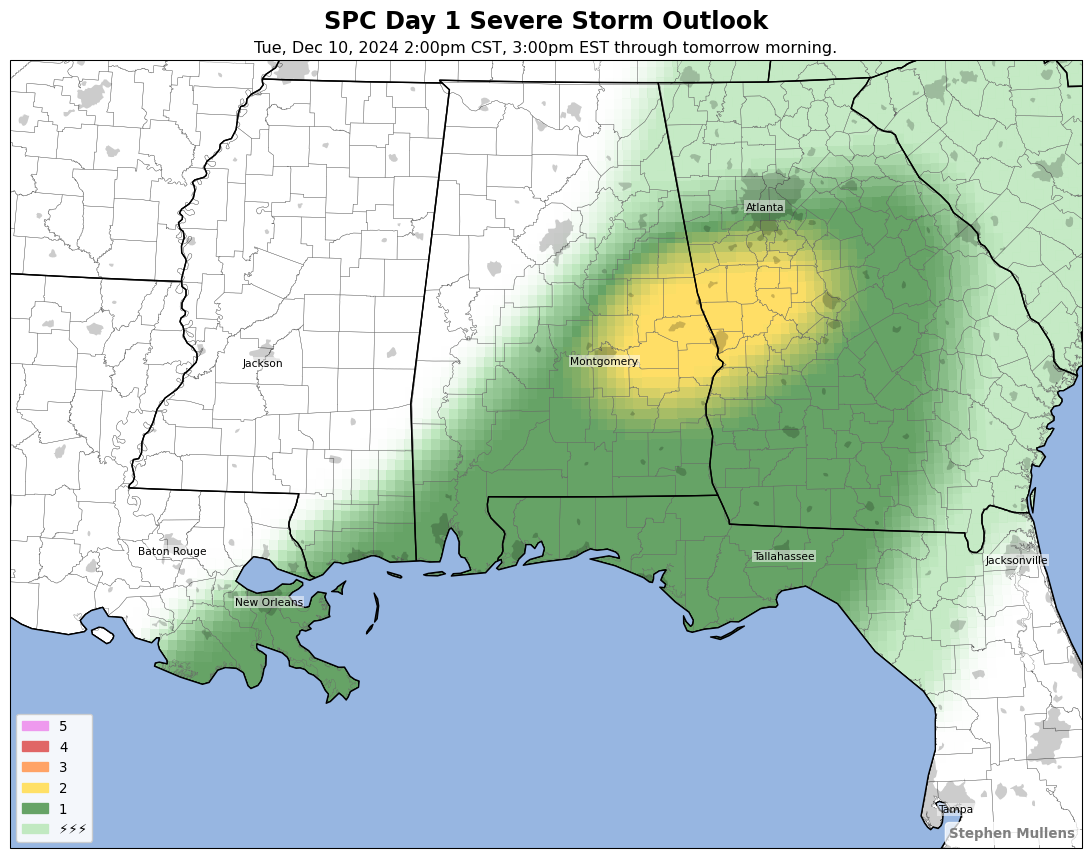 SPC Day 1 Severe Storm Outlook
Tue, Dec 10, 2024 2:00pm CST, 3:00pm EST through tomorrow morning.
Atlanta
Jackson
Montgomery
Baton Rouge
Tallahassee
Jacksonville
New Orleans
5
4
3
2
1
⚡⚡⚡
Tampa
Stephen Mullens